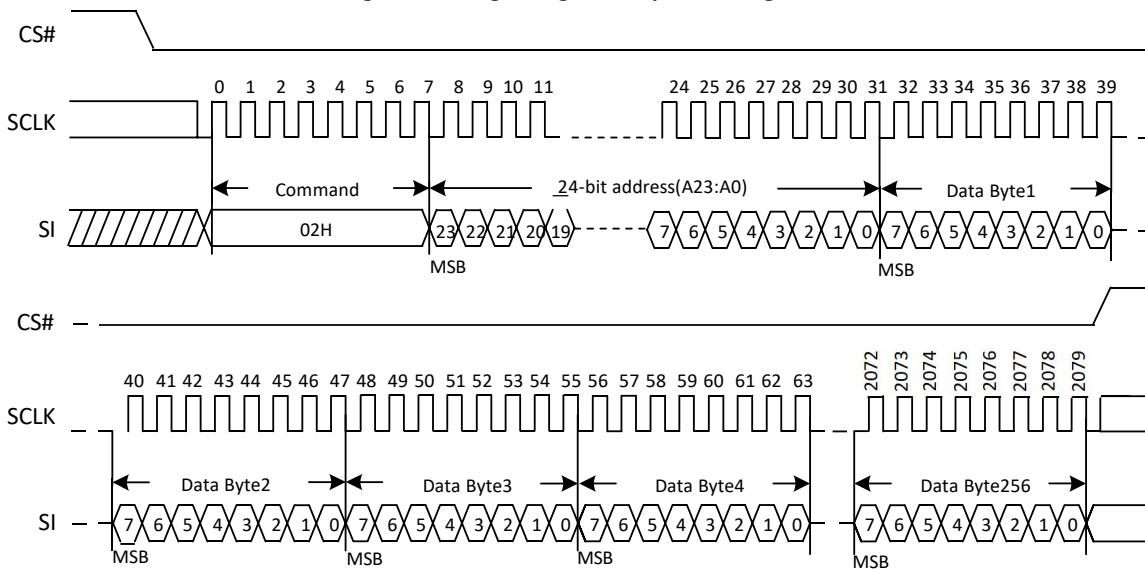 CS#
0 1 2 3 4 5 6 7 8 9 10 11 24 25 26 27 28 29 30 31 32 33 34 35 36 37 38 39
SCLK
Command 24-bit address(A23:A0) Data Byte1
SI 02H 23 22 21 20 19 7 6 5 4 3 2 1 0 7 6 5 4 3 2 1 0
MSB MSB
CS#
40 41 42 43 44 45 46 47 48 49 50 51 52 53 54 55 56 57 58 59 60 61 62 63 2072 2073 2074 2075 2076 2077 2078 2079
SCLK
Data Byte2 Data Byte3 Data Byte4 Data Byte256
SI 7 6 5 4 3 2 1 0 7 6 5 4 3 2 1 0 7 6 5 4 3 2 1 0 7 6 5 4 3 2 1 0
MSB MSB MSB MSB